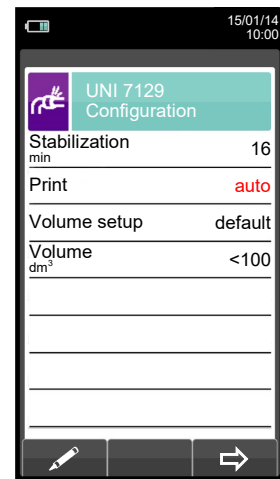 15/01/14
10:00
UNI 7129
Configuration
Stabilization
min
16
Print
auto
Volume setup
default
Volume
dm³
<100